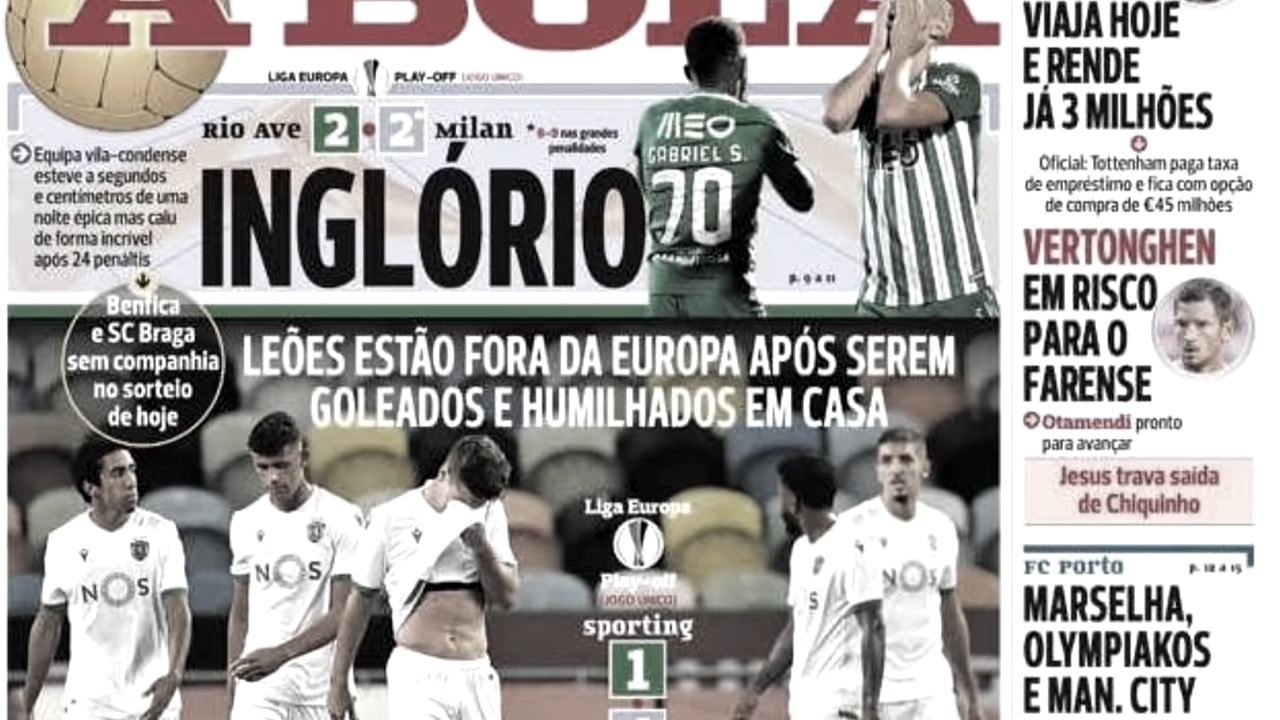 A BOLA
LIGA EUROPA PLAY-OFF (JOGO ÚNICO)
Rio Ave 2 • 2* Milan
* 8-9 nas grandes
penalidades
Equipa vila-condense
esteve a segundos
e centímetros de uma
noite épica mas caiu
de forma incrível
após 24 penáltis
INGLÓRIO
MEO
GABRIEL S.
70
p. 9 a 11
Benfica
e SC Braga
sem companhia
no sorteio
de hoje
LEÕES ESTÃO FORA DA EUROPA APÓS SEREM
GOLEADOS E HUMILHADOS EM CASA
NOS
NOS
S
NOS
Liga Europa
Play-off
(JOGO ÚNICO)
sporting
1
VIAJA HOJE
E RENDE
JÁ 3 MILHÕES
Oficial: Tottenham paga taxa
de empréstimo e fica com opção
de compra de €45 milhões
VERTONGHEN
EM RISCO
PARA O
FARENSE
Otamendi pronto
para avançar
Jesus trava saída
de Chiquinho
FC Porto p. 12 a 15
MARSELHA,
OLYMPIAKOS
E MAN. CITY